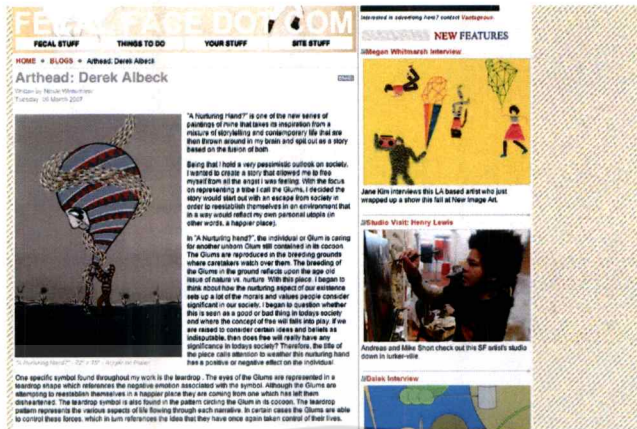 FECAL FACE DOT COM
FECAL STUFF THINGS TO DO YOUR STUFF SITE STUFF
HOME BLOGS Arthead: Derek Albeck
Arthead: Derek Albeck
Tuesday, 06 March 2007
"A Nurturing Hand?" is one of the new series of
paintings of mine that takes its inspiration from a
mixture of storytelling and contemporary life that are
then thrown around in my brain and spit out as a story
based on the fusion of both.
Being that I hold a very pessimistic outlook on society,
I wanted to create a story that allowed me to free
myself from all the angst I was feeling. With the focus
on representing a tribe I call the Glums, I decided the
story would start out with an escape from society in
order to reestablish themselves in an environment that
in a way would reflect my own personal utopia (in
other words, a happier place).
In "A Nurturing hand?", the individual or Glum is caring
for another unborn Glum still contained in its cocoon.
The Glums are reproduced in the breeding grounds
where caretakers watch over them. The breeding of
the Glums in the ground reflects upon the age old
issue of nature vs. nurture. With this piece, I began to
think about how the nurturing aspect of our existence
sets up a lot of the morals and values people consider
significant in our society. I began to question whether
this is seen as a good or bad thing in todays society
and where the concept of free will falls into play. If we
are raised to consider certain ideas and beliefs as
indisputable, then does free will really have any
significance in todays society? Therefore, the title of
the piece calls attention to weather this nurturing hand
has a positive or negative effect on the individual.
"A Nurturing Hand?"
One specific symbol found throughout my work is the teardrop . The eyes of the Glums are represented in a
teardrop shape which references the negative emotion associated with the symbol. Although the Glums are
attempting to reestablish themselves in a happier place they are coming from one which has left them
disheartened. The teardrop symbol is also found in the pattern circling the Glum in its cocoon. The teardrop
pattern represents the various aspects of life flowing through each narrative. In certain cases the Glums are able
to control these forces, which in turn references the idea that they have once again taken control of their lives.
Interested in advertising here? contact Vantageous
NEW FEATURES
//Megan Whitmarsh Interview
Jane Kim interviews this LA based artist who just
wrapped up a show this fall at New Image Art.
//Studio Visit: Henry Lewis
Andreas and Mike Short check out this SF artist's studio
down in lurker-ville
//Dalek Interview